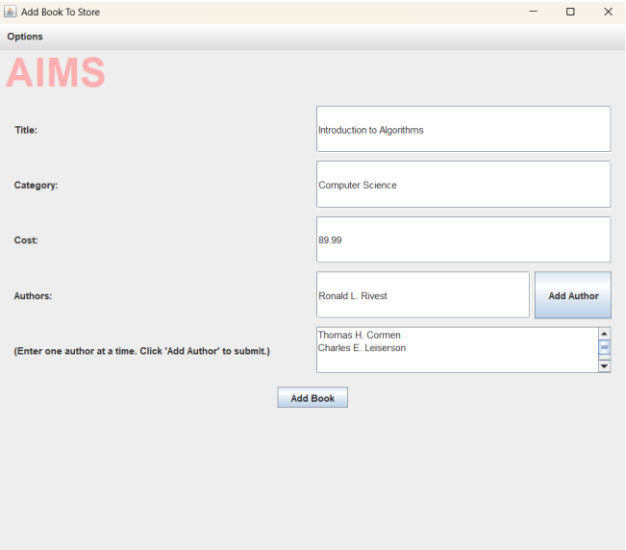 Add Book To Store
Options
AIMS
Title:
Introduction to Algorithms
Category:
Computer Science
Cost:
89.99
Authors:
Ronald L. Rivest
Add Author
(Enter one author at a time. Click 'Add Author' to submit.)
Thomas H. Cormen
Charles E. Leiserson
Add Book